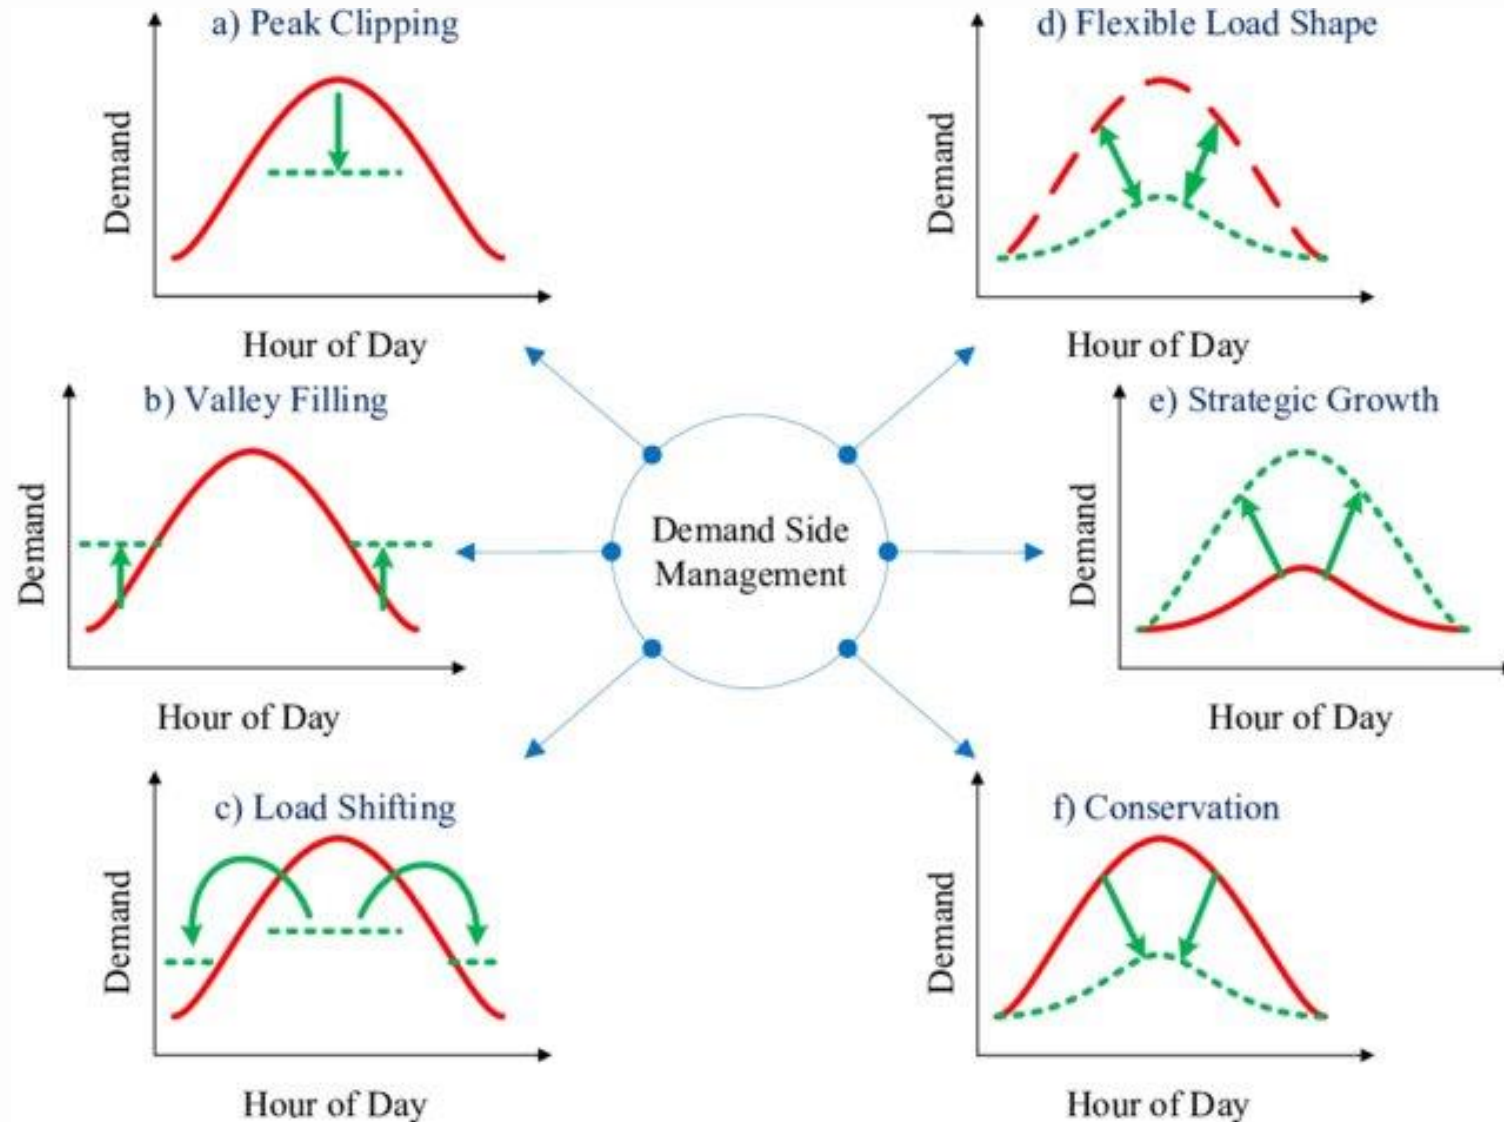 a) Peak Clipping
Demand
Hour of Day
d) Flexible Load Shape
Demand
Hour of Day
b) Valley Filling
Demand
Hour of Day
Demand Side
Management
e) Strategic Growth
Demand
Hour of Day
c) Load Shifting
Demand
Hour of Day
f) Conservation
Demand
Hour of Day